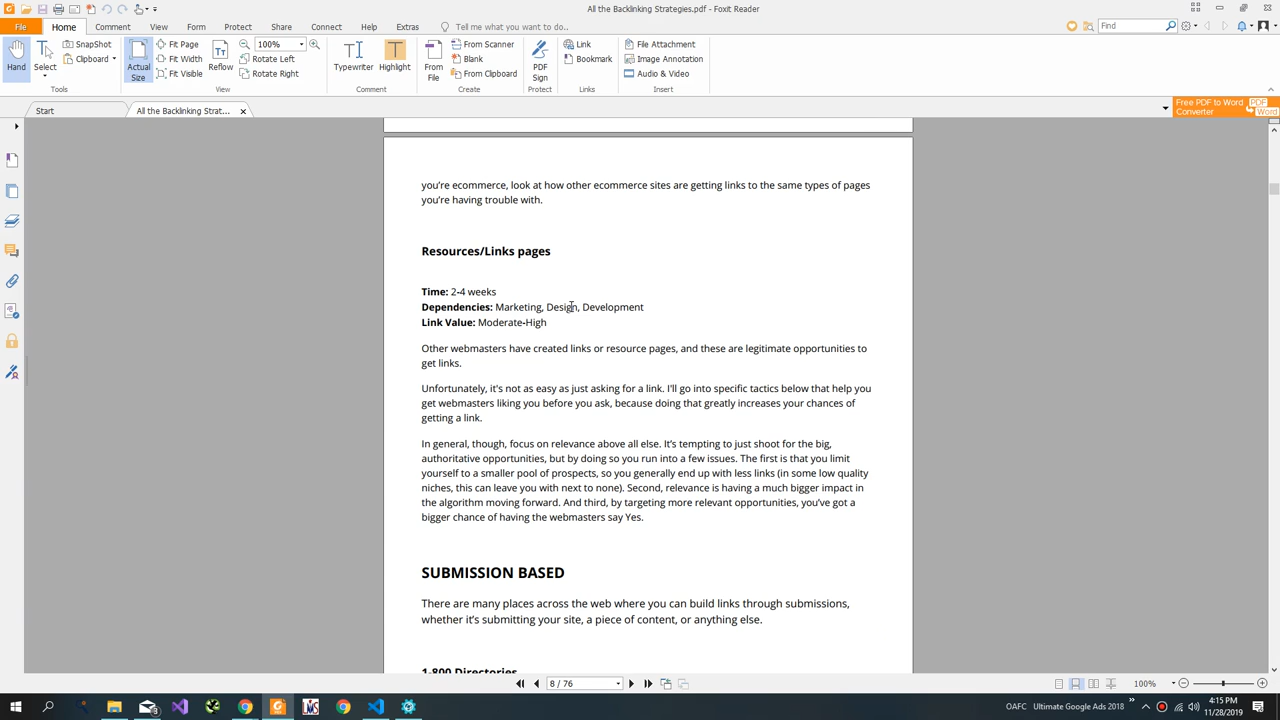 All the Backlinking Strategies.pdf - Foxit Reader
File Home Comment View Form Protect Share Connect Help Extras Tell me what you want to do.. Find
Hand
Select
SnapShot
Clipboard
Tools
Actual
Size
Fit Page
Fit Width
Fit Visible
Reflow
100%
Rotate Left
Rotate Right
View
Typewriter
Highlight
Comment
From
File
From Scanner
Blank
From Clipboard
Create
PDF
Sign
Protect
Link
Bookmark
Links
File Attachment
Image Annotation
Audio & Video
Insert
Start
All the Backlinking Strat...
Free PDF to Word
Converter
PDF
Word
you're ecommerce, look at how other ecommerce sites are getting links to the same types of pages
you're having trouble with.
Resources/Links pages
Time: 2-4 weeks
Dependencies: Marketing, Design, Development
Link Value: Moderate-High
Other webmasters have created links or resource pages, and these are legitimate opportunities to
get links.
Unfortunately, it's not as easy as just asking for a link. I'll go into specific tactics below that help you
get webmasters liking you before you ask, because doing that greatly increases your chances of
getting a link.
In general, though, focus on relevance above all else. It's tempting to just shoot for the big,
authoritative opportunities, but by doing so you run into a few issues. The first is that you limit
yourself to a smaller pool of prospects, so you generally end up with less links (in some low quality
niches, this can leave you with next to none). Second, relevance is having a much bigger impact in
the algorithm moving forward. And third, by targeting more relevant opportunities, you've got a
bigger chance of having the webmasters say Yes.
SUBMISSION BASED
There are many places across the web where you can build links through submissions,
whether it's submitting your site, a piece of content, or anything else.
1-800 Directories
8 / 76
100%
OAFC Ultimate Google Ads 2018
4:15 PM
11/28/2019